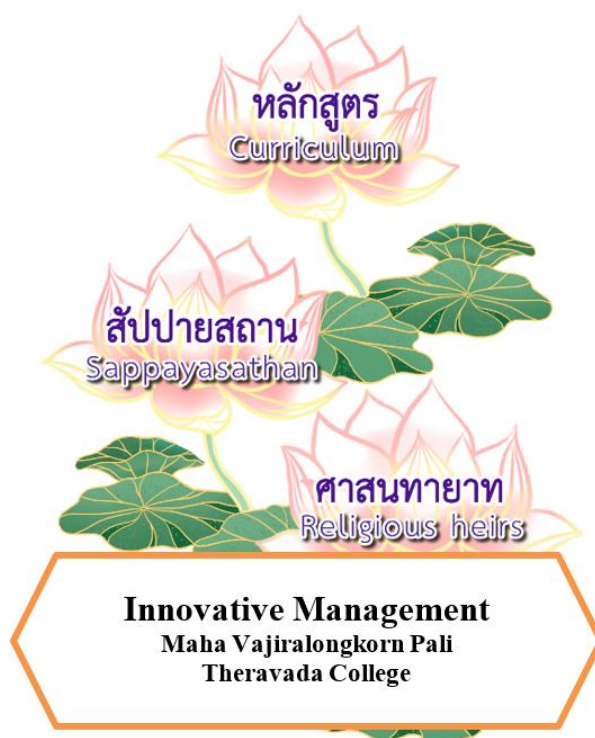 หลักสูตร
Curriculum
สัปปายสถาน
Sappayasathan
ศาสนทายาท
Religious heirs
Innovative Management
Maha Vajiralongkorn Pali
Theravada College